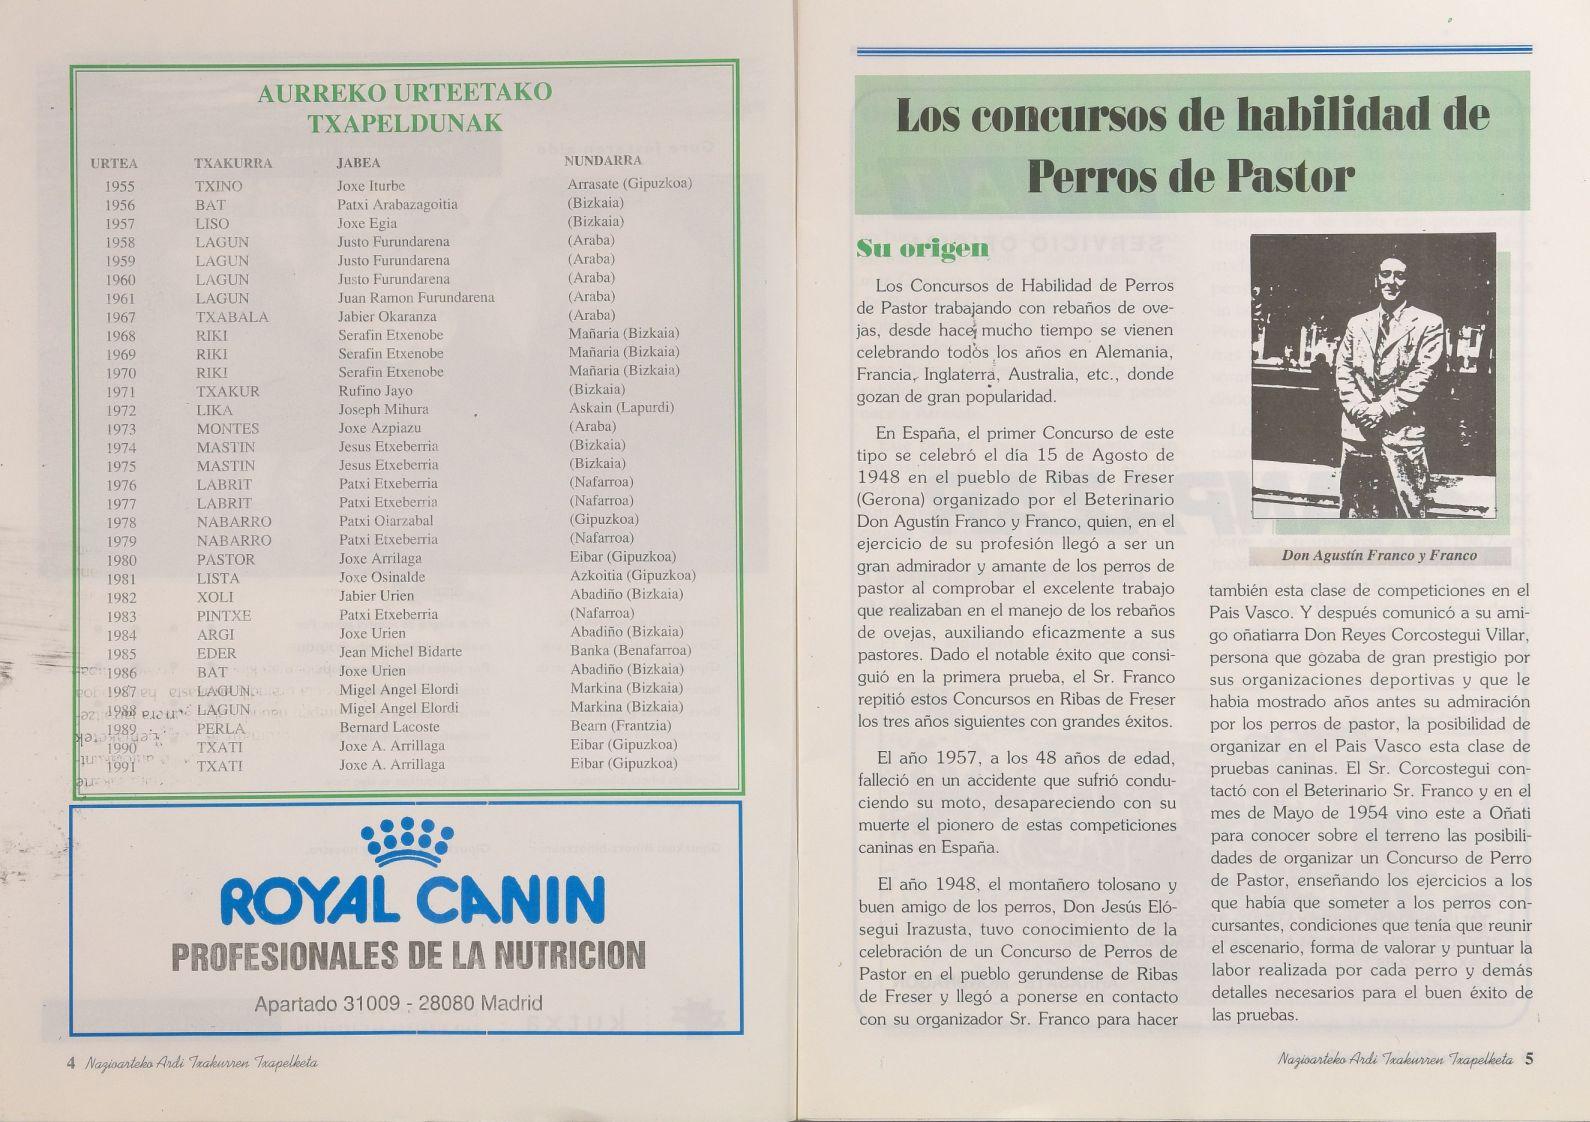 AURREKO URTEETAKO
TXAPELDUNAK
URTEA TXAKURRA JABEA NUNDARRA
1955 TXINO Joxe Iturbe Arrasate (Gipuzkoa)
1956 BAT Patxi Arabazagoitia (Bizkaia)
1957 LISO Joxe Egia (Bizkaia)
1958 LAGUN Justo Furundarena (Araba)
1959 LAGUN Justo Furundarena (Araba)
1960 LAGUN Justo Furundarena (Araba)
1961 LAGUN Juan Ramon Furundarena (Araba)
1967 TXABALA Jabier Okaranza (Araba)
1968 RIKI Serafin Etxenobe Mañaria (Bizkaia)
1969 RIKI Serafin Etxenobe Mañaria (Bizkaia)
1970 RIKI Serafin Etxenobe Mañaria (Bizkaia)
1971 TXAKUR Rufino Jayo (Bizkaia)
1972 LIKA Joseph Mihura Askain (Lapurdi)
1973 MONTES Joxe Azpiazu (Araba)
1974 MASTIN Jesus Etxeberria (Bizkaia)
1975 MASTIN Jesus Etxeberria (Bizkaia)
1976 LABRIT Patxi Etxeberria (Nafarroa)
1977 LABRIT Patxi Etxeberria (Nafarroa)
1978 NABARRO Patxi Oiarzabal (Gipuzkoa)
1979 NABARRO Patxi Etxeberria (Nafarroa)
1980 PASTOR Joxe Arrilaga Eibar (Gipuzkoa)
1981 LISTA Joxe Osinalde Azkoitia (Gipuzkoa)
1982 XOLI Jabier Urien Abadiño (Bizkaia)
1983 PINTXE Patxi Etxeberria (Nafarroa)
1984 ARGI Joxe Urien Abadiño (Bizkaia)
1985 EDER Jean Michel Bidarte Banka (Benafarroa)
1986 BAT Joxe Urien Abadiño (Bizkaia)
1987 LAGUN Migel Angel Elordi Markina (Bizkaia)
1988 LAGUN Migel Angel Elordi Markina (Bizkaia)
1989 PERLA Bernard Lacoste Bearn (Frantzia)
1990 TXATI Joxe A. Arrillaga Eibar (Gipuzkoa)
1991 TXATI Joxe A. Arrillaga Eibar (Gipuzkoa)
ROYAL CANIN
PROFESIONALES DE LA NUTRICION
Apartado 31009 - 28080 Madrid
4 Nazioarteko Ardi Txakurren Txapelketa
Los concursos de habilidad de
Perros de Pastor
Su origen
Los Concursos de Habilidad de Perros
de Pastor trabajando con rebaños de ove-
jas, desde hace mucho tiempo se vienen
celebrando todos los años en Alemania,
Francia, Inglaterra, Australia, etc., donde
gozan de gran popularidad.
En España, el primer Concurso de este
tipo se celebró el día 15 de Agosto de
1948 en el pueblo de Ribas de Freser
(Gerona) organizado por el Beterinario
Don Agustín Franco y Franco, quien, en el
ejercicio de su profesión llegó a ser un
gran admirador y amante de los perros de
pastor al comprobar el excelente trabajo
que realizaban en el manejo de los rebaños
de ovejas, auxiliando eficazmente a sus
pastores. Dado el notable éxito que consi-
guió en la primera prueba, el Sr. Franco
repitió estos Concursos en Ribas de Freser
los tres años siguientes con grandes éxitos.
El año 1957, a los 48 años de edad,
falleció en un accidente que sufrió condu-
ciendo su moto, desapareciendo con su
muerte el pionero de estas competiciones
caninas en España.
El año 1948, el montañero tolosano y
buen amigo de los perros, Don Jesús Eló-
segui Irazusta, tuvo conocimiento de la
celebración de un Concurso de Perros de
Pastor en el pueblo gerundense de Ribas
de Freser y llegó a ponerse en contacto
con su organizador Sr. Franco para hacer
Don Agustín Franco y Franco
también esta clase de competiciones en el
Pais Vasco. Y después comunicó a su ami-
go oñatiarra Don Reyes Corcostegui Villar,
persona que gozaba de gran prestigio por
sus organizaciones deportivas y que le
habia mostrado años antes su admiración
por los perros de pastor, la posibilidad de
organizar en el Pais Vasco esta clase de
pruebas caninas. El Sr. Corcostegui con-
tactó con el Beterinario Sr. Franco y en el
mes de Mayo de 1954 vino este a Oñati
para conocer sobre el terreno las posibili-
dades de organizar un Concurso de Perro
de Pastor, enseñando los ejercicios a los
que había que someter a los perros con-
cursantes, condiciones que tenía que reunir
el escenario, forma de valorar y puntuar la
labor realizada por cada perro y demás
detalles necesarios para el buen éxito de
las pruebas.
Nazioarteko Ardi Txakurren Txapelketa 5